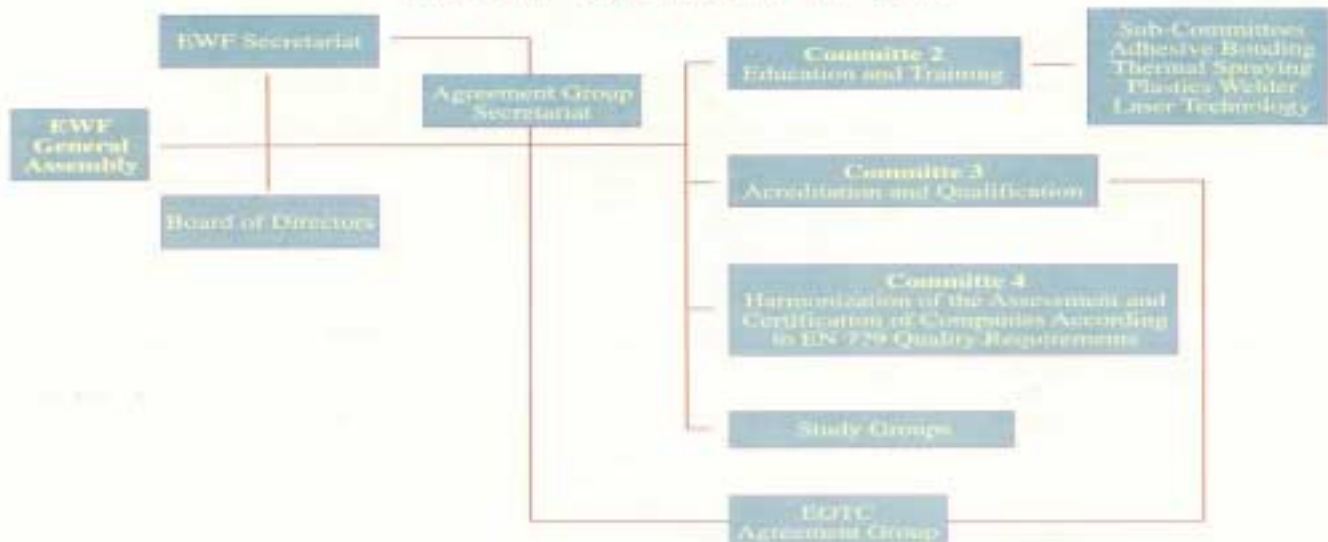 EWF Secretariat
Agreement Group
Secretariat
EWF
General
Assembly
Board of Directors
Committe 2
Education and Training
Sub-Committees
Adhesive Bonding
Thermal Spraying
Plastics Welder
Laser Technology
Committe 3
Acreditation and Qualification
Committe 4
Harmonization of the Assessment and
Certification of Companies According
to EN 729 Quality Requirements
Study Groups
EOTC
Agreement Group